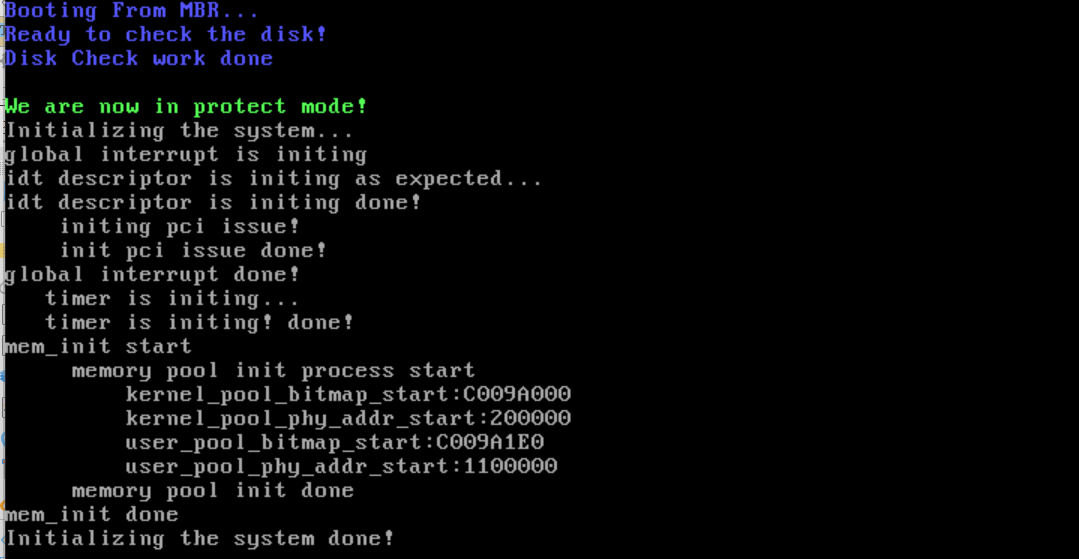 Booting From MBR...
Ready to check the disk!
Disk Check work done
We are now in protect mode!
Initializing the system...
global interrupt is initing
idt descriptor is initing as expected...
idt descriptor is initing done!
initing pci issue!
init pci issue done!
global interrupt done!
timer is initing...
timer is initing! done!
mem_init start
memory pool init process start
kernel_pool_bitmap_start:C009A000
kernel_pool_phy_addr_start:200000
user_pool_bitmap_start:C009A1E0
user_pool_phy_addr_start:1100000
memory pool init done
mem_init done
Initializing the system done!